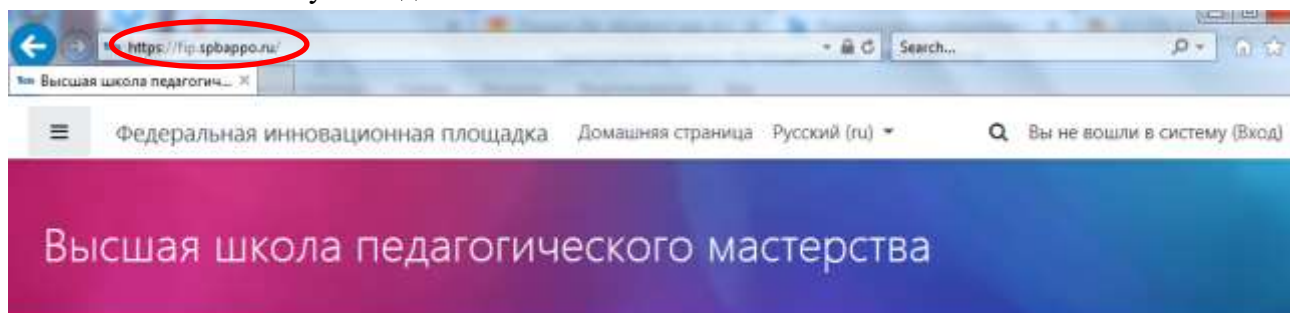 https://fip.spbappo.ru/
Search...
Высшая школа педагогич...
Федеральная инновационная площадка Домашняя страница Русский (ru) Вы не вошли в систему (Вход)
Высшая школа педагогического мастерства